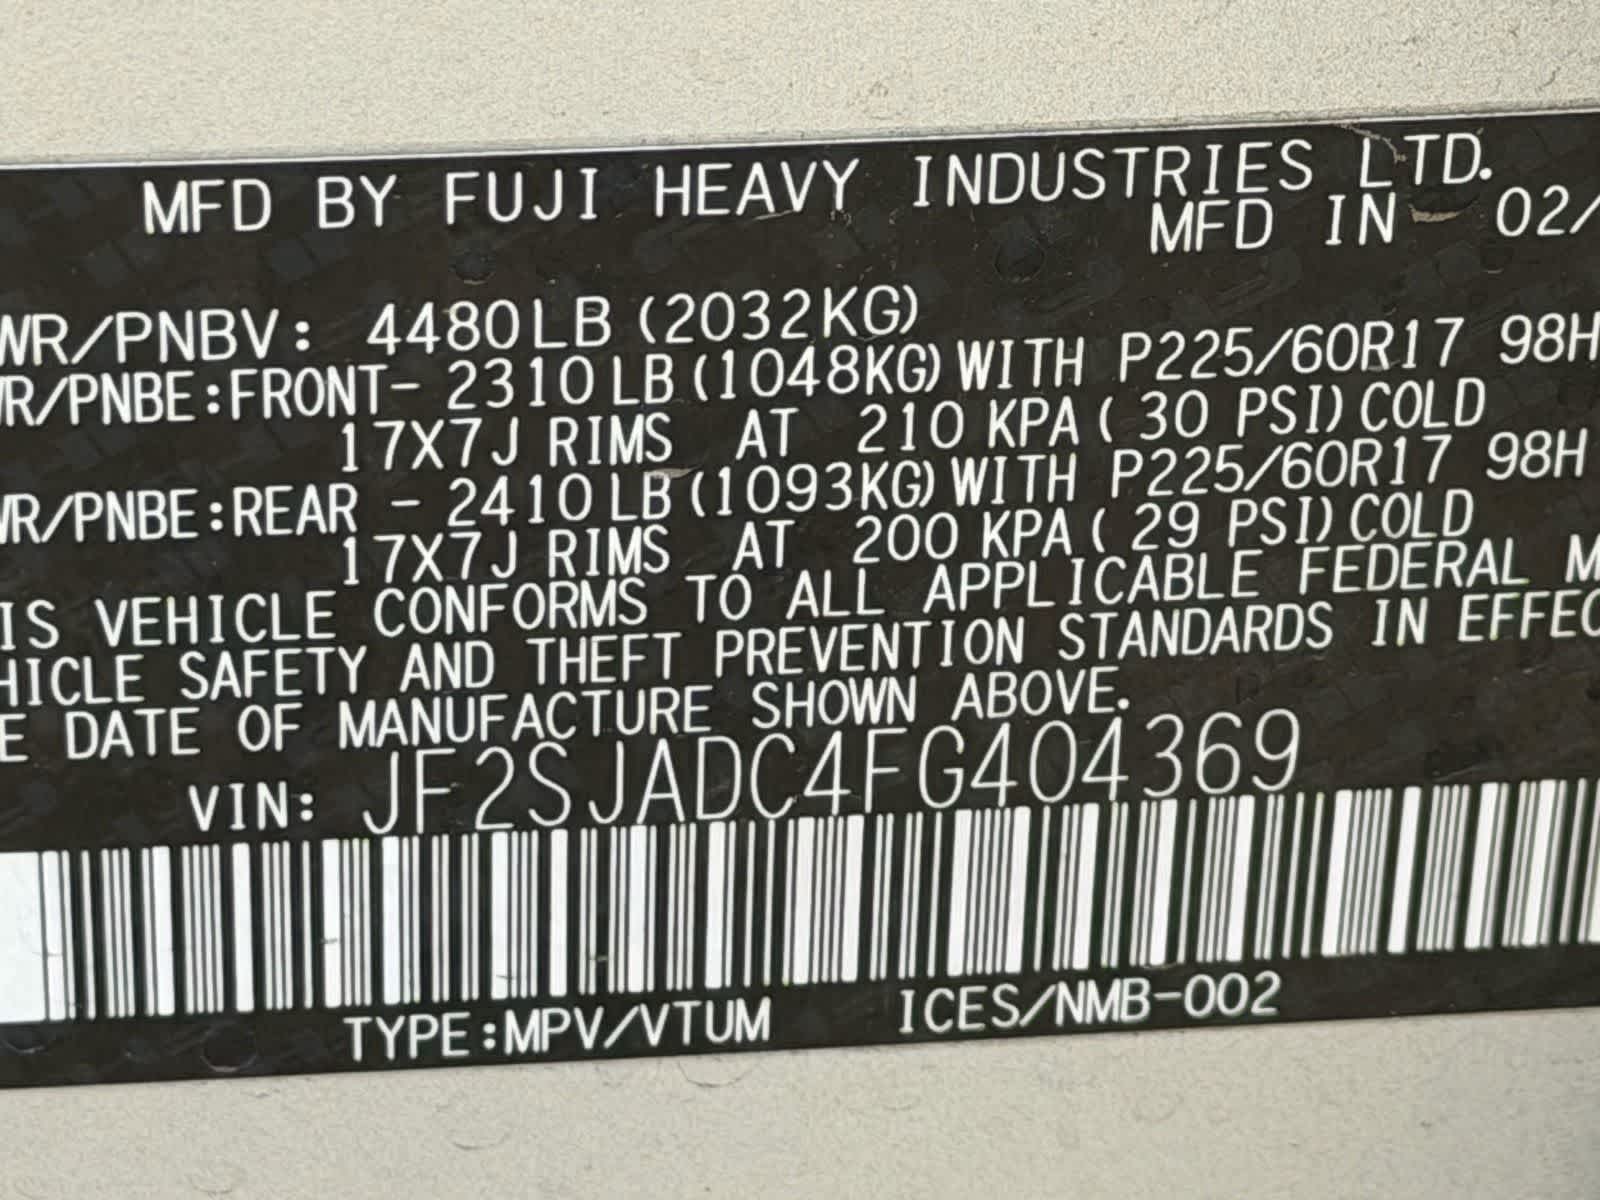 MFD BY FUJI HEAVY INDUSTRIES LTD.
MFD IN 02/
WR/PNBV: 4480LB (2032KG)
WR/PNBE:FRONT- 2310LB(1048KG)WITH P225/60R17 98H
17X7J RIMS AT 210 KPA( 30 PSI)COLD
WR/PNBE:REAR - 2410LB(1093KG)WITH P225/60R17 98H
17X7J RIMS AT 200 KPA( 29 PSI)COLD
IS VEHICLE CONFORMS TO ALL APPLICABLE FEDERAL M
HICLE SAFETY AND THEFT PREVENTION STANDARDS IN EFFEC
E DATE OF MANUFACTURE SHOWN ABOVE.
VIN: JF2SJADC4FG404369
TYPE:MPV/VTUM ICES/NMB-002